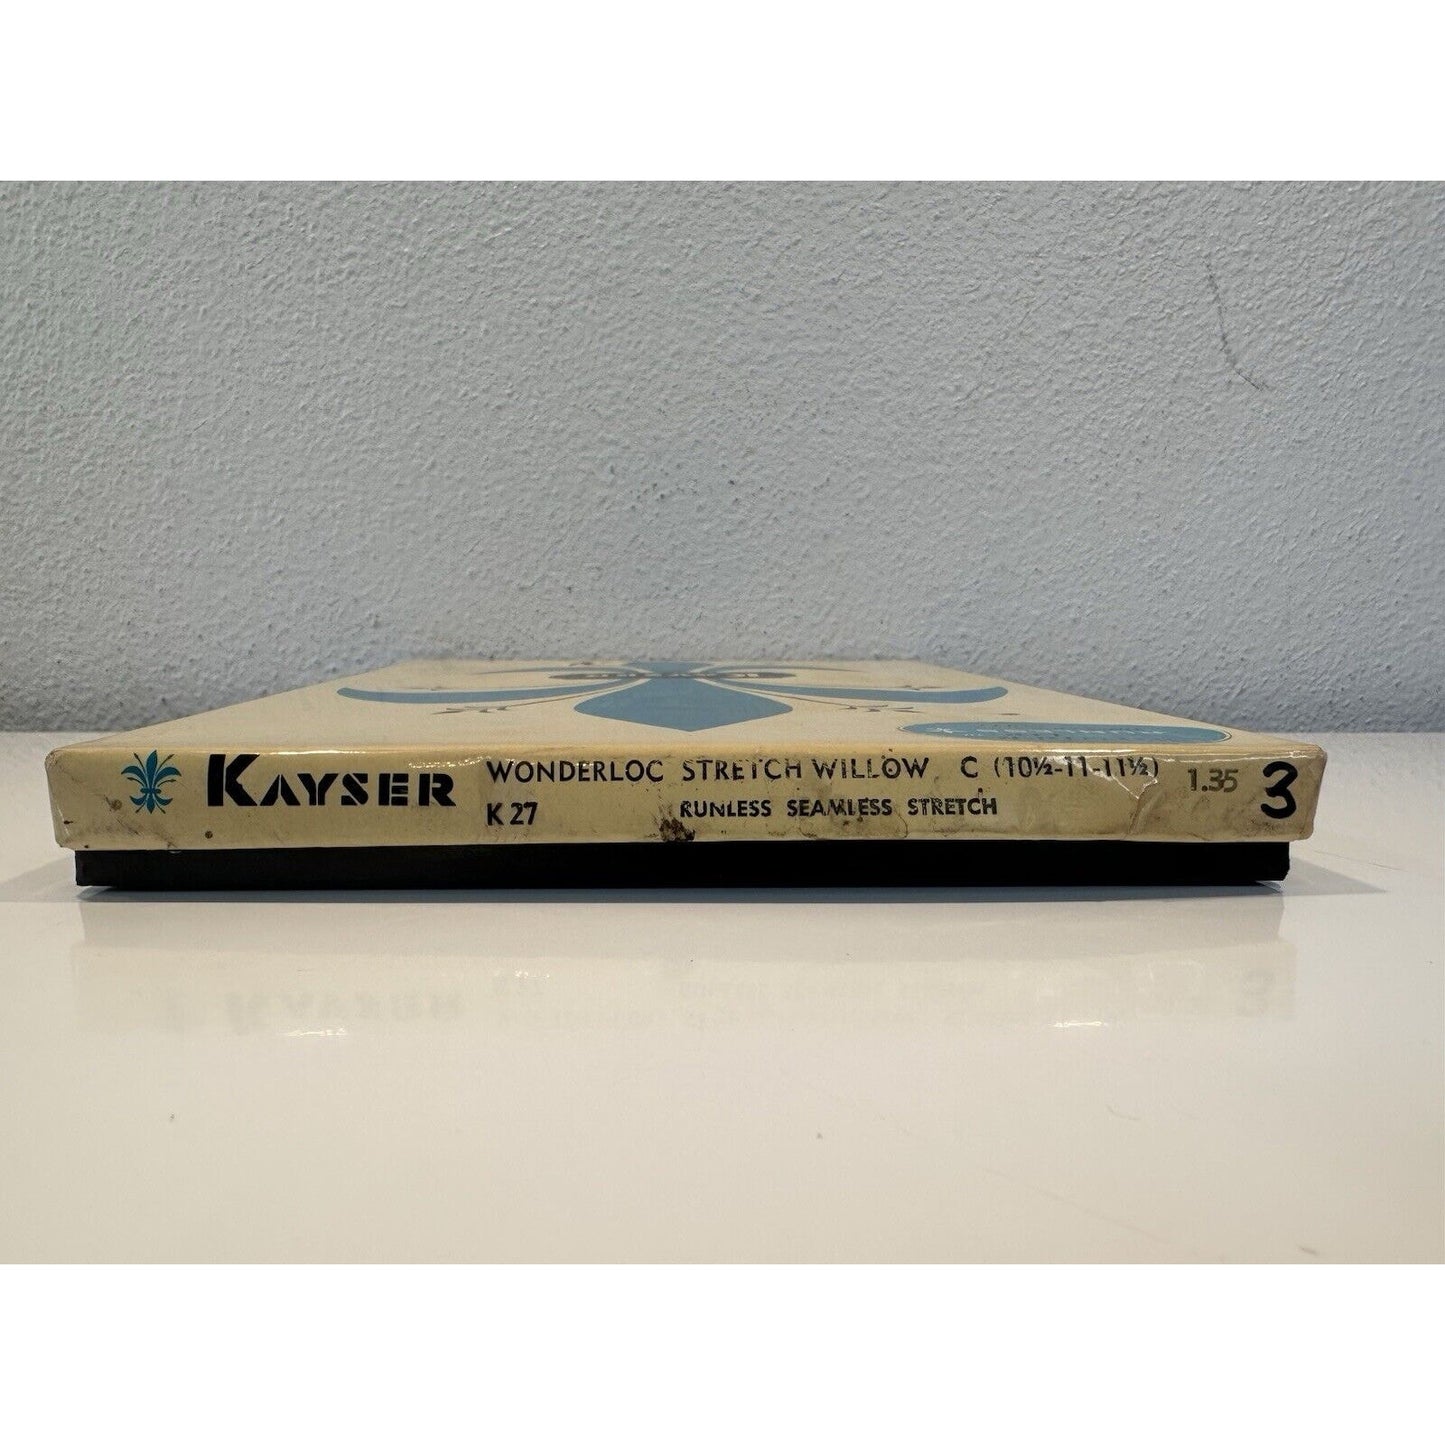 KAYSER WONDERLOC STRETCH WILLOW C (10½-11-11½) 1.35 3
K 27 RUNLESS SEAMLESS STRETCH